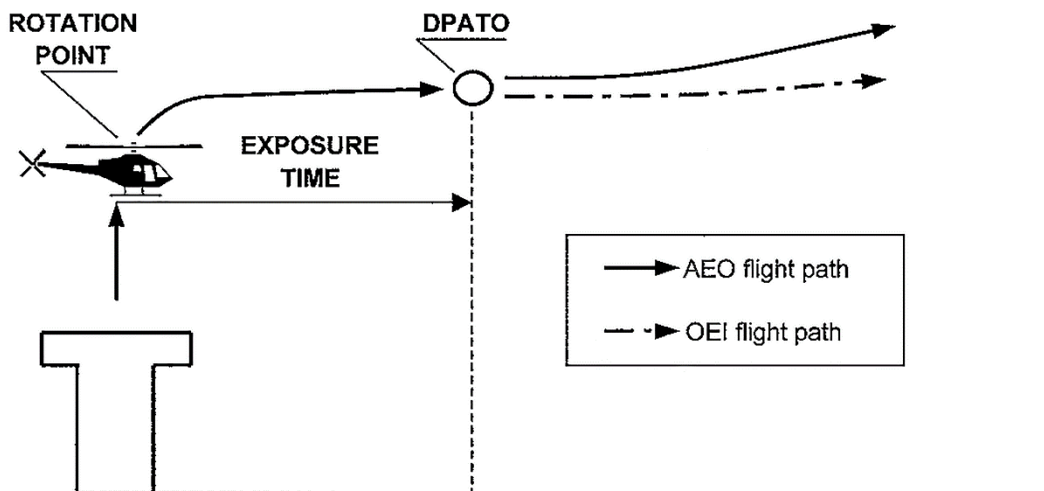 ROTATION
POINT
DPATO
EXPOSURE
TIME
AEO flight path
OEI flight path